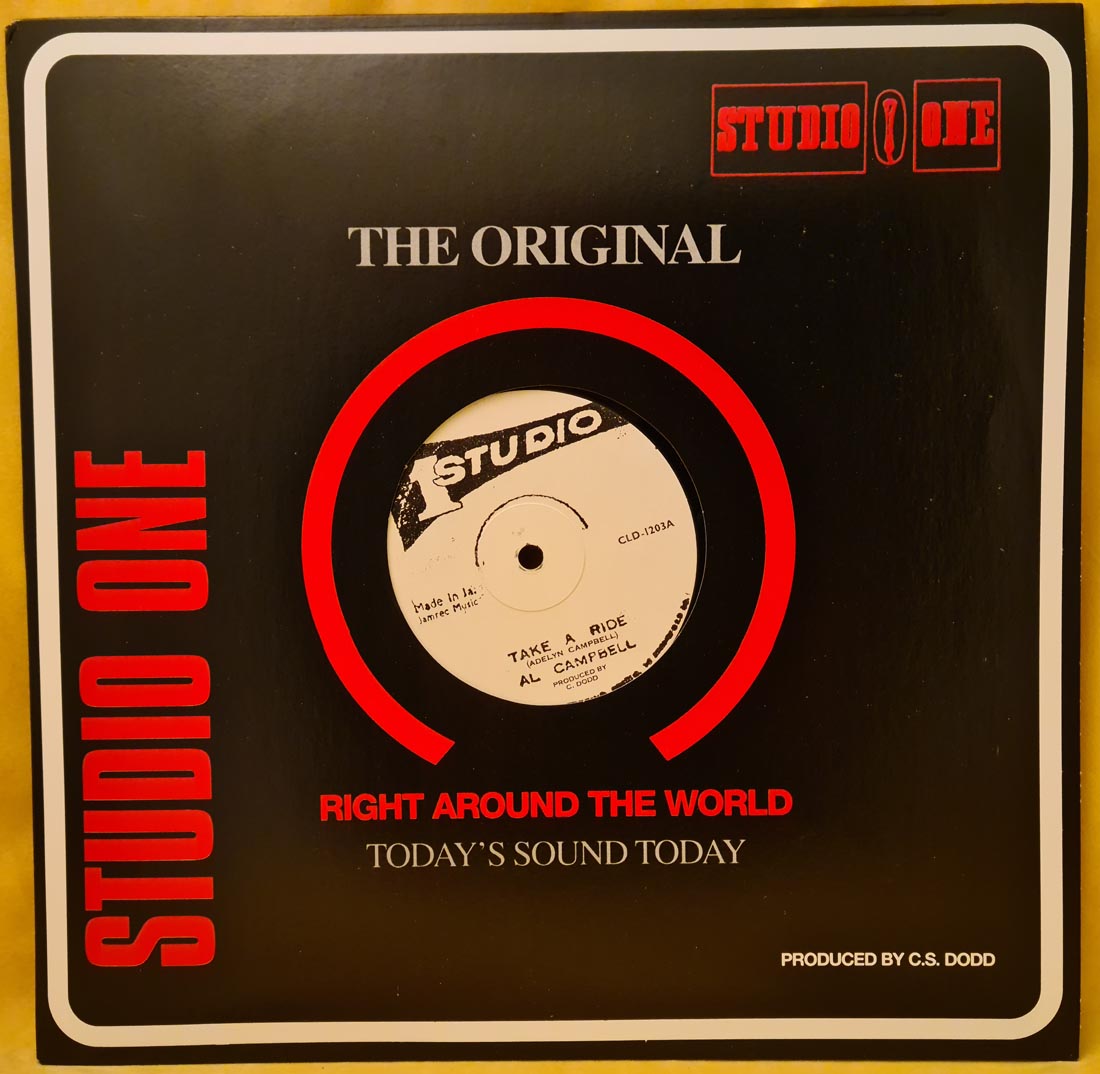 STUDIO ONE
THE ORIGINAL
1 STUDIO
CLD-1203A
Made In Ja.
Jamrec Music
TAKE A RIDE
(ADELYN CAMPBELL)
AL CAMPBELL
PRODUCED BY
C. DODD
STUDIO ONE
RIGHT AROUND THE WORLD
TODAY'S SOUND TODAY
PRODUCED BY C.S. DODD